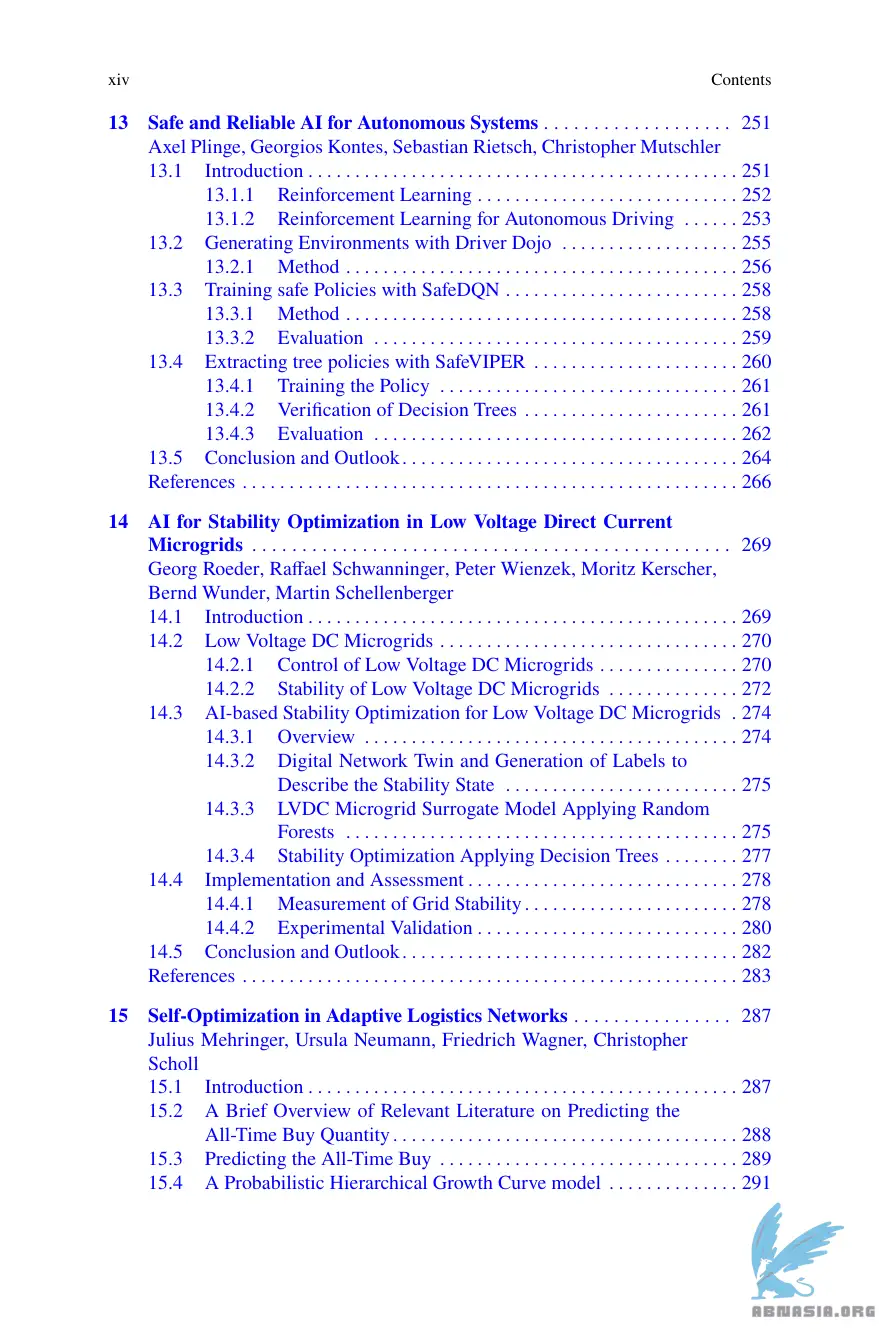 xiv Contents
13 Safe and Reliable AI for Autonomous Systems . . . . . . . . . . . . . . . . . . . 251
Axel Plinge, Georgios Kontes, Sebastian Rietsch, Christopher Mutschler
13.1 Introduction . . . . . . . . . . . . . . . . . . . . . . . . . . . . . . . . . . . . . . . . . . . . . . 251
13.1.1 Reinforcement Learning . . . . . . . . . . . . . . . . . . . . . . . . . . . . 252
13.1.2 Reinforcement Learning for Autonomous Driving . . . . . . 253
13.2 Generating Environments with Driver Dojo . . . . . . . . . . . . . . . . . . . 255
13.2.1 Method . . . . . . . . . . . . . . . . . . . . . . . . . . . . . . . . . . . . . . . . . . 256
13.3 Training safe Policies with SafeDQN . . . . . . . . . . . . . . . . . . . . . . . . . 258
13.3.1 Method . . . . . . . . . . . . . . . . . . . . . . . . . . . . . . . . . . . . . . . . . . 258
13.3.2 Evaluation . . . . . . . . . . . . . . . . . . . . . . . . . . . . . . . . . . . . . . . 259
13.4 Extracting tree policies with SafeVIPER . . . . . . . . . . . . . . . . . . . . . . 260
13.4.1 Training the Policy . . . . . . . . . . . . . . . . . . . . . . . . . . . . . . . . 261
13.4.2 Verification of Decision Trees . . . . . . . . . . . . . . . . . . . . . . . 261
13.4.3 Evaluation . . . . . . . . . . . . . . . . . . . . . . . . . . . . . . . . . . . . . . . 262
13.5 Conclusion and Outlook . . . . . . . . . . . . . . . . . . . . . . . . . . . . . . . . . . . . 264
References . . . . . . . . . . . . . . . . . . . . . . . . . . . . . . . . . . . . . . . . . . . . . . . . . . . . . 266
14 AI for Stability Optimization in Low Voltage Direct Current
Microgrids . . . . . . . . . . . . . . . . . . . . . . . . . . . . . . . . . . . . . . . . . . . . . . . . 269
Georg Roeder, Raffael Schwanninger, Peter Wienzek, Moritz Kerscher,
Bernd Wunder, Martin Schellenberger
14.1 Introduction . . . . . . . . . . . . . . . . . . . . . . . . . . . . . . . . . . . . . . . . . . . . . . 269
14.2 Low Voltage DC Microgrids . . . . . . . . . . . . . . . . . . . . . . . . . . . . . . . . 270
14.2.1 Control of Low Voltage DC Microgrids . . . . . . . . . . . . . . . 270
14.2.2 Stability of Low Voltage DC Microgrids . . . . . . . . . . . . . . 272
14.3 AI-based Stability Optimization for Low Voltage DC Microgrids . 274
14.3.1 Overview . . . . . . . . . . . . . . . . . . . . . . . . . . . . . . . . . . . . . . . . 274
14.3.2 Digital Network Twin and Generation of Labels to
Describe the Stability State . . . . . . . . . . . . . . . . . . . . . . . . . 275
14.3.3 LVDC Microgrid Surrogate Model Applying Random
Forests . . . . . . . . . . . . . . . . . . . . . . . . . . . . . . . . . . . . . . . . . . 275
14.3.4 Stability Optimization Applying Decision Trees . . . . . . . . 277
14.4 Implementation and Assessment . . . . . . . . . . . . . . . . . . . . . . . . . . . . . 278
14.4.1 Measurement of Grid Stability . . . . . . . . . . . . . . . . . . . . . . . 278
14.4.2 Experimental Validation . . . . . . . . . . . . . . . . . . . . . . . . . . . . 280
14.5 Conclusion and Outlook . . . . . . . . . . . . . . . . . . . . . . . . . . . . . . . . . . . . 282
References . . . . . . . . . . . . . . . . . . . . . . . . . . . . . . . . . . . . . . . . . . . . . . . . . . . . . 283
15 Self-Optimization in Adaptive Logistics Networks . . . . . . . . . . . . . . . . 287
Julius Mehringer, Ursula Neumann, Friedrich Wagner, Christopher
Scholl
15.1 Introduction . . . . . . . . . . . . . . . . . . . . . . . . . . . . . . . . . . . . . . . . . . . . . . 287
15.2 A Brief Overview of Relevant Literature on Predicting the
All-Time Buy Quantity . . . . . . . . . . . . . . . . . . . . . . . . . . . . . . . . . . . . . 288
15.3 Predicting the All-Time Buy . . . . . . . . . . . . . . . . . . . . . . . . . . . . . . . . 289
15.4 A Probabilistic Hierarchical Growth Curve model . . . . . . . . . . . . . . 291
ABNASIA.ORG